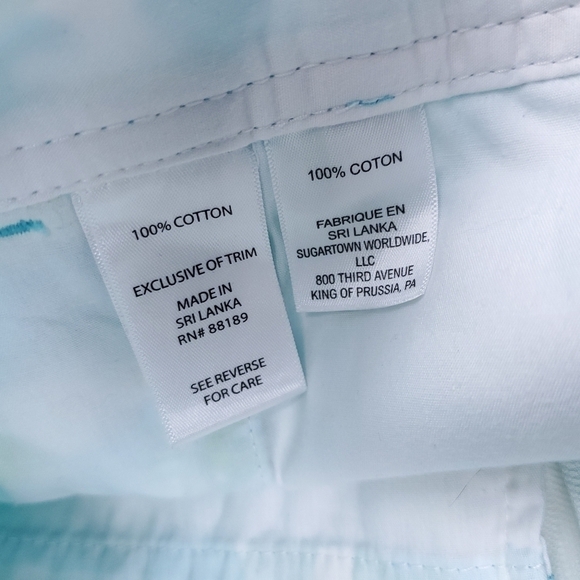 100% COTTON
EXCLUSIVE OF TRIM
MADE IN
SRI LANKA
RN# 88189
SEE REVERSE
FOR CARE
100% COTON
FABRIQUE EN
SRI LANKA
SUGARTOWN WORLDWIDE,
LLC
800 THIRD AVENUE
KING OF PRUSSIA, PA